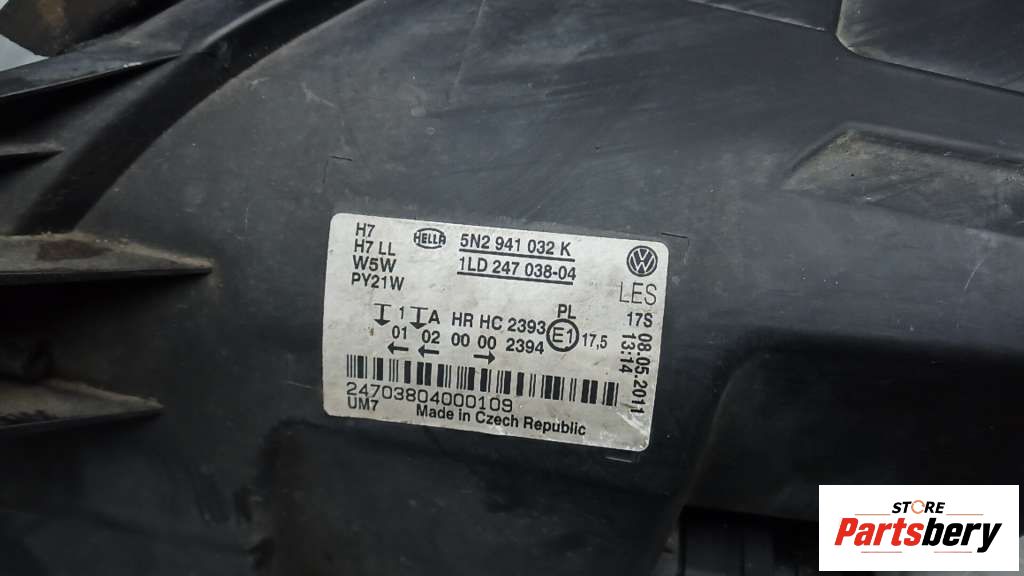 H7
H7 LL
W5W
PY21W
HELLA
5N2 941 032 K
1LD 247 038-04
LES
PL
17S
1 A HR HC 2393
E1
17,5
01 02 00 00 2394
09.05.2011
13:14
24703804000109
UM7
Made in Czech Republic
STORE
Partsbery